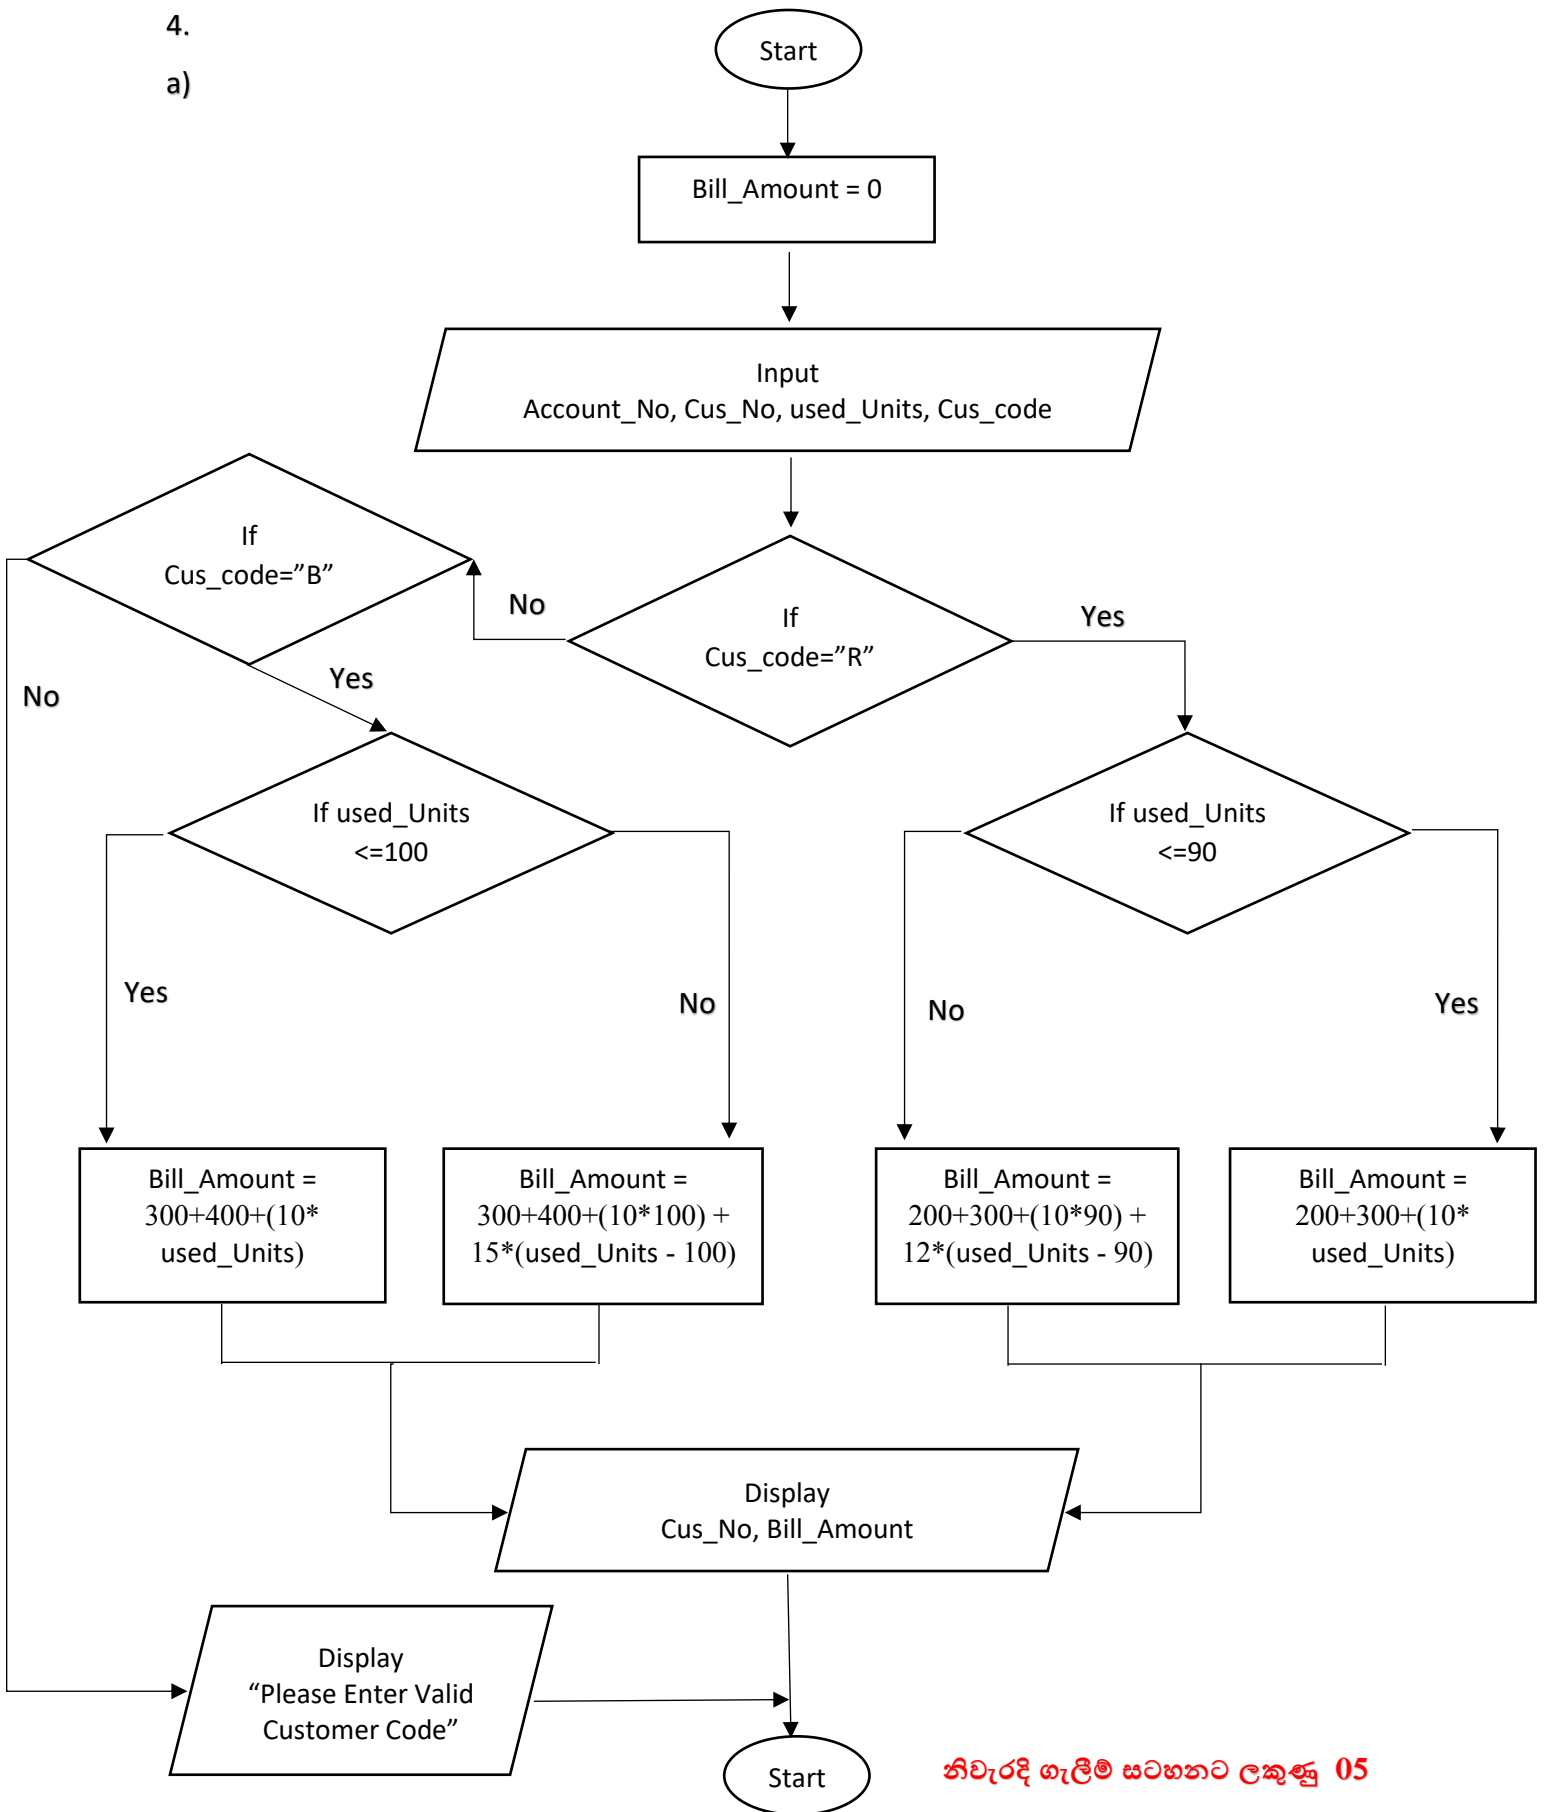 4.
a)
Start
Bill_Amount = 0
Input
Account_No, Cus_No, used_Units, Cus_code
If
Cus_code=”B”
No
If
Cus_code=”R”
Yes
Yes
No
If used_Units
<=100
If used_Units
<=90
Yes
No
No
Yes
Bill_Amount =
300+400+(10*
used_Units)
Bill_Amount =
300+400+(10*100) +
15*(used_Units - 100)
Bill_Amount =
200+300+(10*90) +
12*(used_Units - 90)
Bill_Amount =
200+300+(10*
used_Units)
Display
Cus_No, Bill_Amount
Display
“Please Enter Valid
Customer Code”
Start
නිවැරදි ගැලීම් සටහනට ලකුණු 05